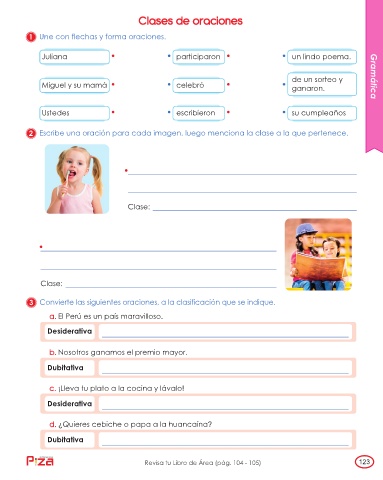 Clases de oraciones
1 Une con flechas y forma oraciones.
Juliana • • participaron • • un lindo poema.
Miguel y su mamá • • celebró • • de un sorteo y ganaron.
Ustedes • • escribieron • • su cumpleaños.
Gramática
2 Escribe una oración para cada imagen, luego menciona la clase a la que pertenece.
•
Clase:
•
Clase:
3 Convierte las siguientes oraciones, a la clasificación que se indique.
a. El Perú es un país maravilloso.
Desiderativa
b. Nosotros ganamos el premio mayor.
Dubitativa
c. ¡Lleva tu plato a la cocina y lávalo!
Desiderativa
d. ¿Quieres cebiche o papa a la huancaína?
Dubitativa
Revisa tu Libro de Área (pág. 104 - 105)
123